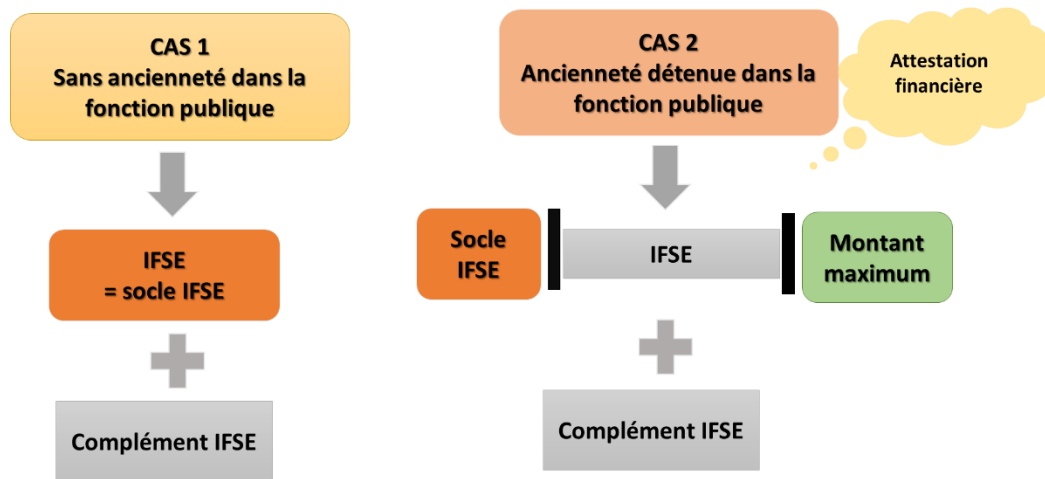 CAS 1
Sans ancienneté dans la
fonction publique
IFSE
= socle IFSE
Complément IFSE
CAS 2
Ancienneté détenue dans la
fonction publique
Attestation
financière
Socle
IFSE
IFSE
Montant
maximum
Complément IFSE